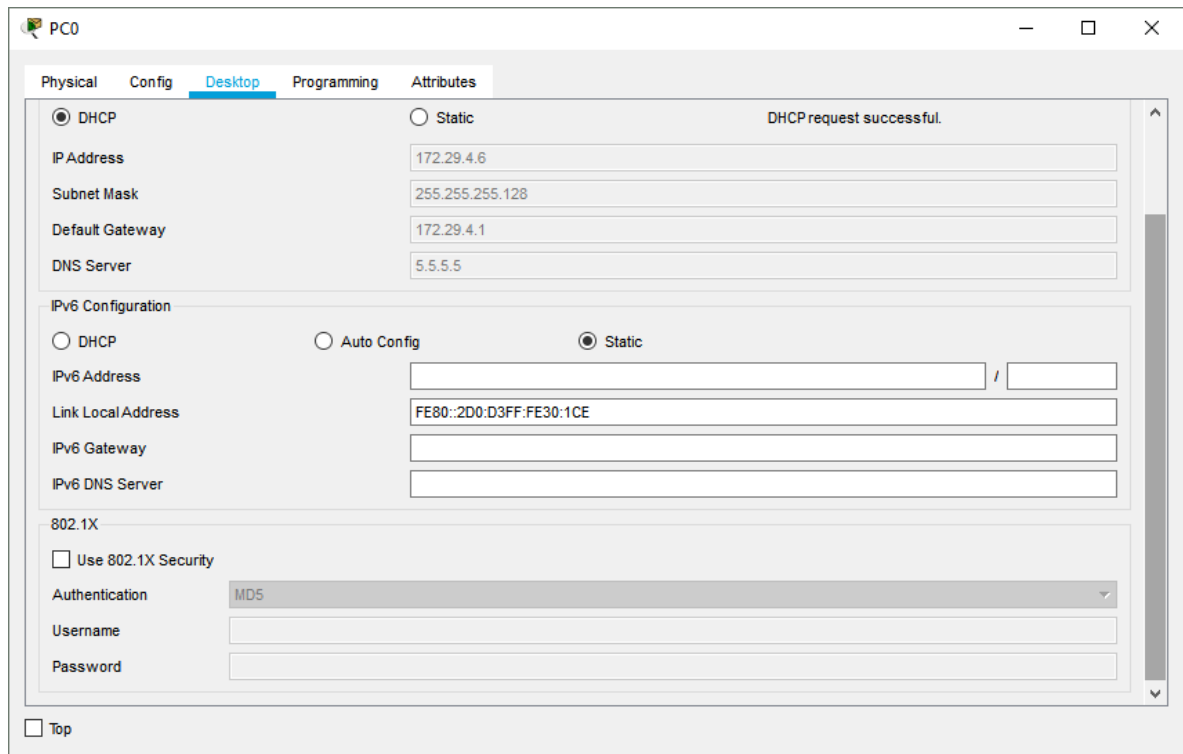 PC0
Physical Config Desktop Programming Attributes
DHCP Static DHCP request successful.
IP Address 172.29.4.6
Subnet Mask 255.255.255.128
Default Gateway 172.29.4.1
DNS Server 5.5.5.5
IPv6 Configuration
DHCP Auto Config Static
IPv6 Address /
Link Local Address FE80::2D0:D3FF:FE30:1CE
IPv6 Gateway
IPv6 DNS Server
802.1X
Use 802.1X Security
Authentication MD5
Username
Password
Top